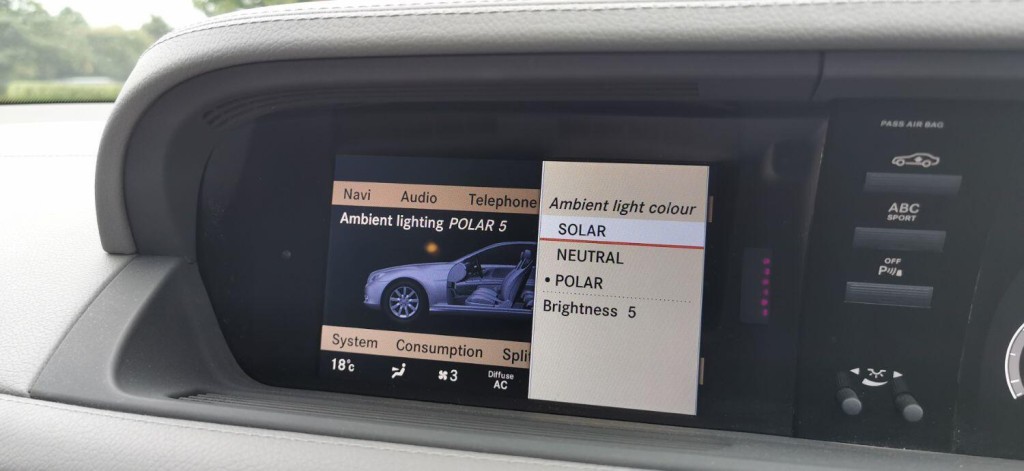 PASS AIR BAG
Navi Audio Telephone
Ambient lighting POLAR 5
Ambient light colour
SOLAR
NEUTRAL
• POLAR
Brightness 5
ABC
SPORT
OFF
P
System Consumption Split
18°C
3
Diffuse
AC